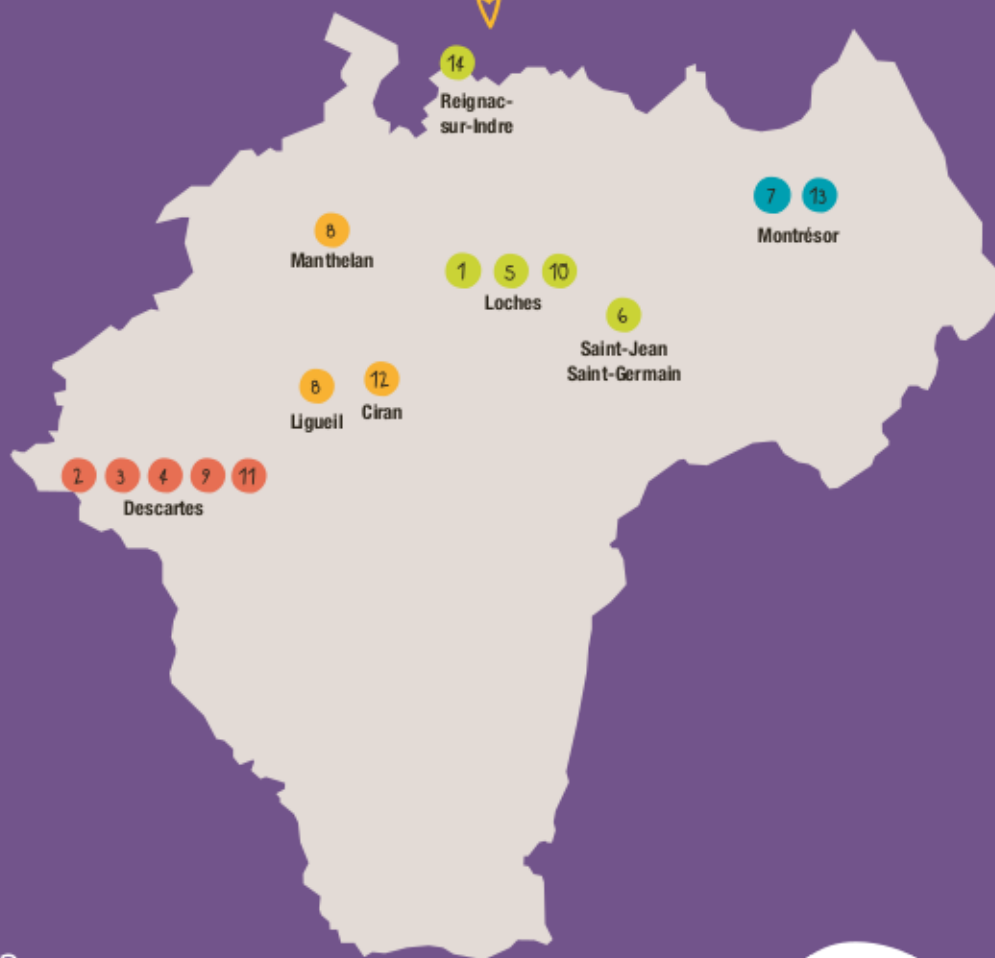 14
Reignac-
sur-Indre
7 13
Montrésor
8
Manthelan
1 5 10
Loches
6
Saint-Jean
Saint-Germain
8
Ligueil
12
Ciran
2 3 4 9 11
Descartes